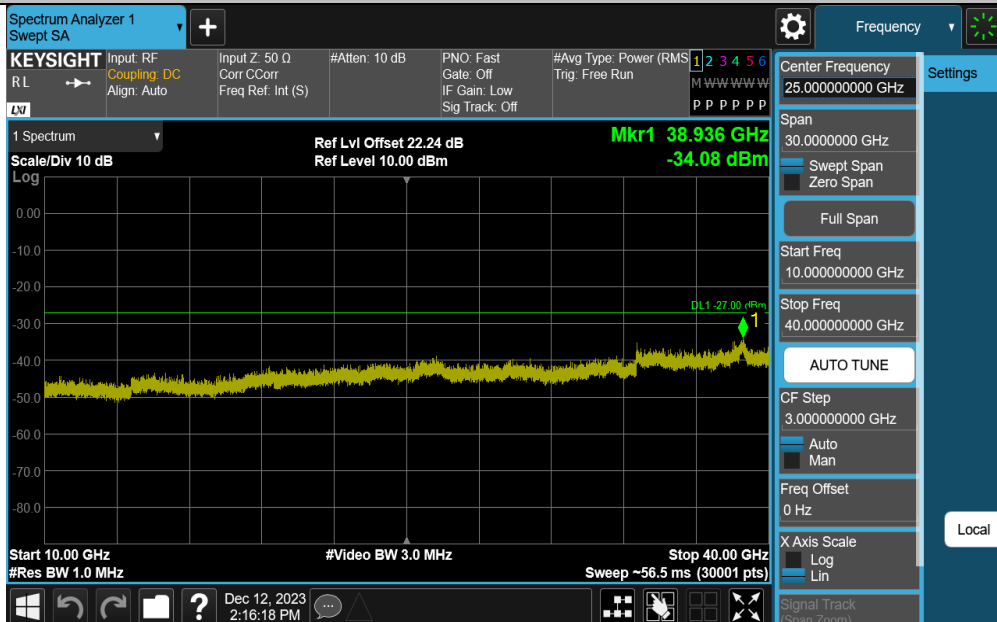 Spectrum Analyzer 1
Swept SA
+
Frequency
KEYSIGHT
RL
LXI
Input: RF
Coupling: DC
Align: Auto
Input Z: 50 Ω
Corr CCorr
Freq Ref: Int (S)
#Atten: 10 dB
PNO: Fast
Gate: Off
IF Gain: Low
Sig Track: Off
#Avg Type: Power (RMS
Trig: Free Run
1 2 3 4 5 6
M W W W W W
P P P P P P
Center Frequency
25.000000000 GHz
Settings
1 Spectrum
Scale/Div 10 dB
Log
Ref Lvl Offset 22.24 dB
Ref Level 10.00 dBm
Mkr1 38.936 GHz
-34.08 dBm
Span
30.0000000 GHz
Swept Span
Zero Span
Full Span
Start Freq
10.000000000 GHz
Stop Freq
40.000000000 GHz
AUTO TUNE
CF Step
3.000000000 GHz
Auto
Man
Freq Offset
0 Hz
X Axis Scale
Log
Lin
Signal Track
(Span Zoom)
Local
0.00
-10.0
-20.0
DL1 -27.00 dBm
1
-30.0
-40.0
-50.0
-60.0
-70.0
-80.0
Start 10.00 GHz
#Video BW 3.0 MHz
Stop 40.00 GHz
#Res BW 1.0 MHz
Sweep ~56.5 ms (30001 pts)
?
Dec 12, 2023
2:16:18 PM